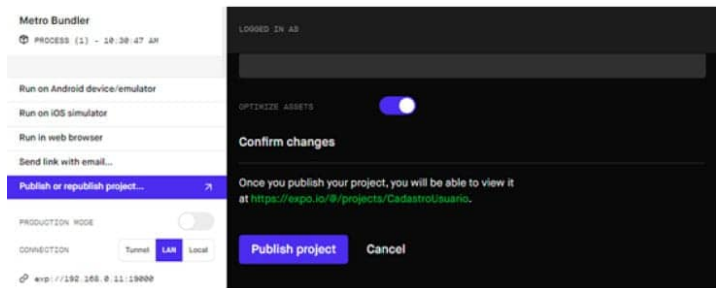 Metro Bundler
PROCESS (1) - 10:30:47 AM
Run on Android device/emulator
Run on iOS simulator
Run in web browser
Send link with email...
Publish or republish project...
PRODUCTION MODE
CONNECTION Tunnel LAN Local
exp://192.168.0.11:19000
LOGGED IN AS
OPTIMIZE ASSETS
Confirm changes
Once you publish your project, you will be able to view it
at https://expo.io/@/projects/CadastroUsuario.
Publish project Cancel